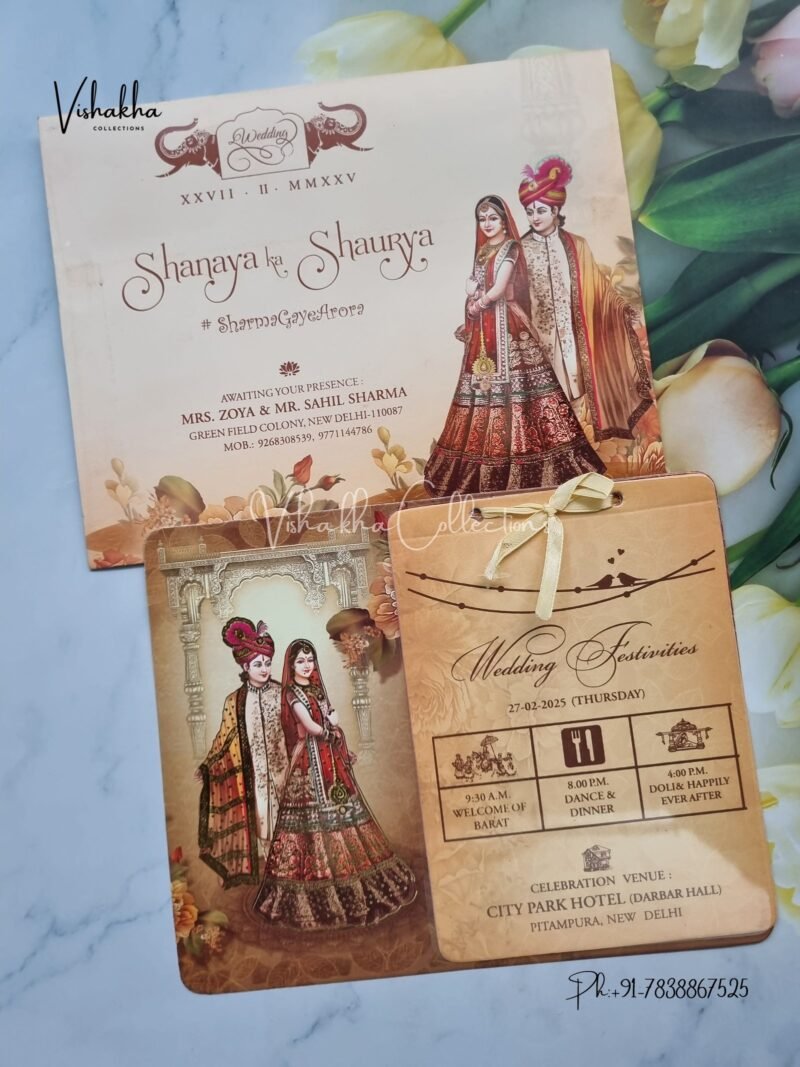 Vishakha
COLLECTIONS
Wedding
XXVII · II · MMXXV
Shanaya ka Shaurya
# SharmaGayeArora
AWAITING YOUR PRESENCE :
MRS. ZOYA & MR. SAHIL SHARMA
GREEN FIELD COLONY, NEW DELHI-110087
MOB.: 9268308539, 9771144786
Vishakha Collections
Wedding Festivities
27-02-2025 (THURSDAY)
9:30 A.M.
WELCOME OF
BARAT
8.00 P.M.
DANCE &
DINNER
4:00 P.M.
DOLI& HAPPILY
EVER AFTER
CELEBRATION VENUE :
CITY PARK HOTEL (DARBAR HALL)
PITAMPURA, NEW DELHI
Ph:+91-7838867525